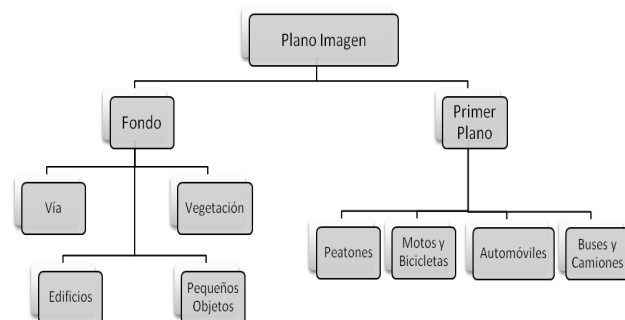 Plano Imagen
Fondo
Primer
Plano
Vía
Vegetación
Edificios
Pequeños
Objetos
Peatones
Motos y
Bicicletas
Automóviles
Buses y
Camiones